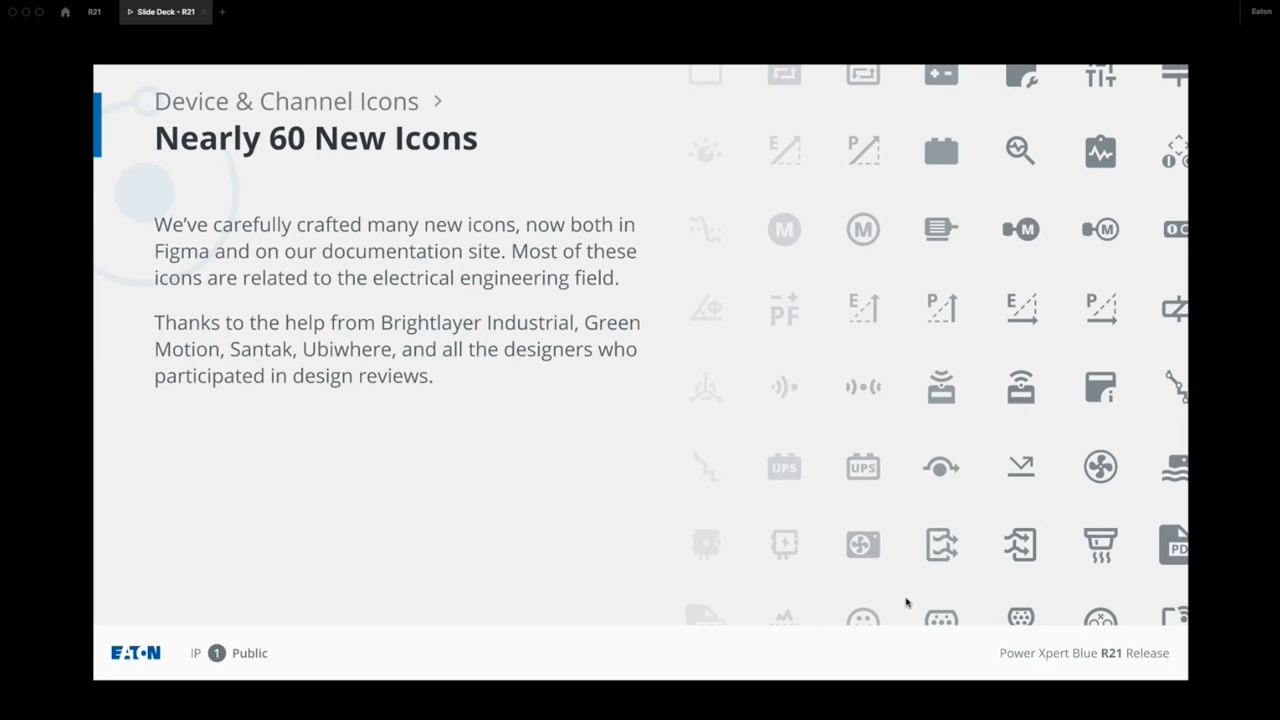 R21
Slide Deck - R21
Eaton
Device & Channel Icons
Nearly 60 New Icons
We’ve carefully crafted many new icons, now both in
Figma and on our documentation site. Most of these
icons are related to the electrical engineering field.
Thanks to the help from Brightlayer Industrial, Green
Motion, Santak, Ubiwhere, and all the designers who
participated in design reviews.
E P
M M M M
PF E P E P
UPS UPS
PD
EATON
IP 1 Public
Power Xpert Blue R21 Release